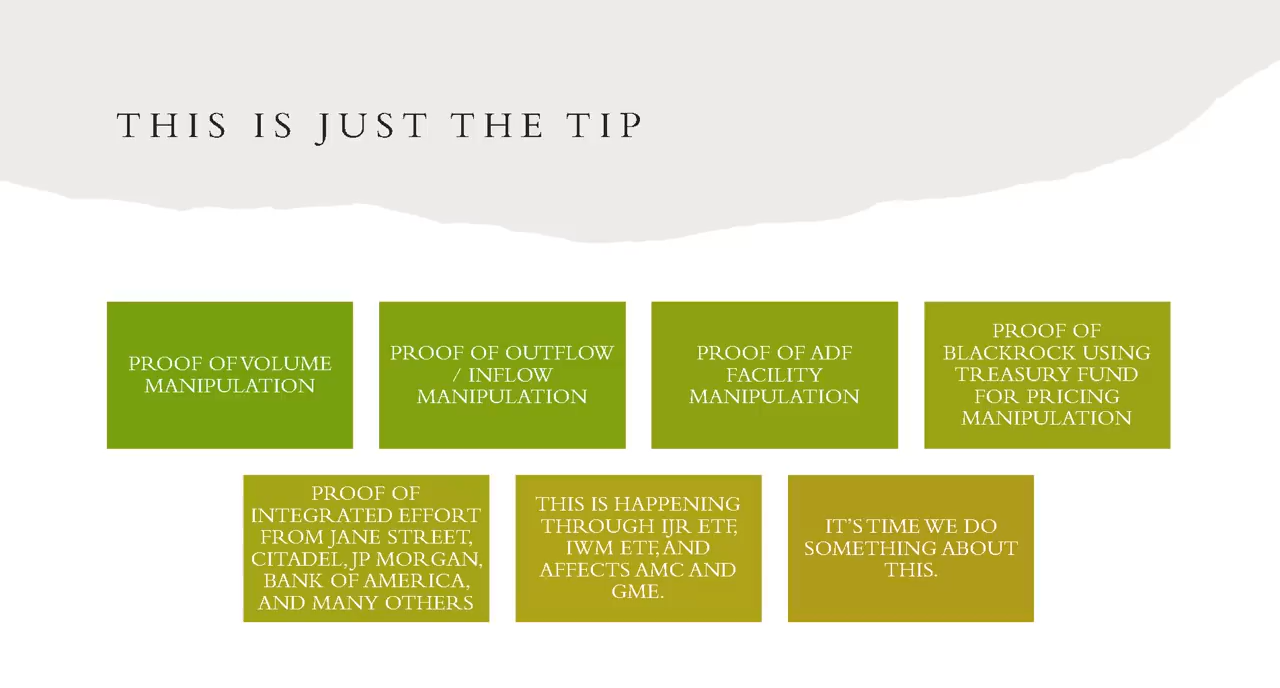 THIS IS JUST THE TIP
PROOF OF VOLUME
MANIPULATION
PROOF OF OUTFLOW
/ INFLOW
MANIPULATION
PROOF OF ADF
FACILITY
MANIPULATION
PROOF OF
BLACKROCK USING
TREASURY FUND
FOR PRICING
MANIPULATION
PROOF OF
INTEGRATED EFFORT
FROM JANE STREET,
CITADEL, JP MORGAN,
BANK OF AMERICA,
AND MANY OTHERS
THIS IS HAPPENING
THROUGH IJR ETF,
IWM ETF, AND
AFFECTS AMC AND
GME.
IT'S TIME WE DO
SOMETHING ABOUT
THIS.